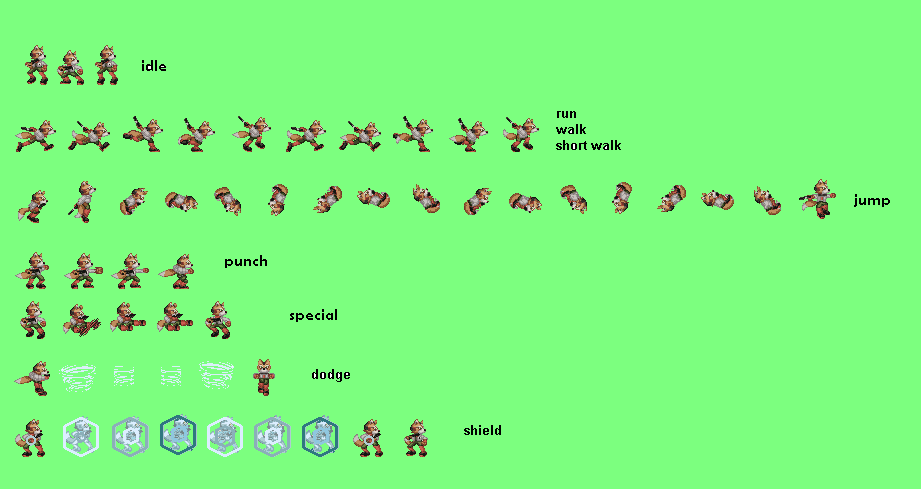 idle
run
walk
short walk
jump
punch
special
dodge
shield